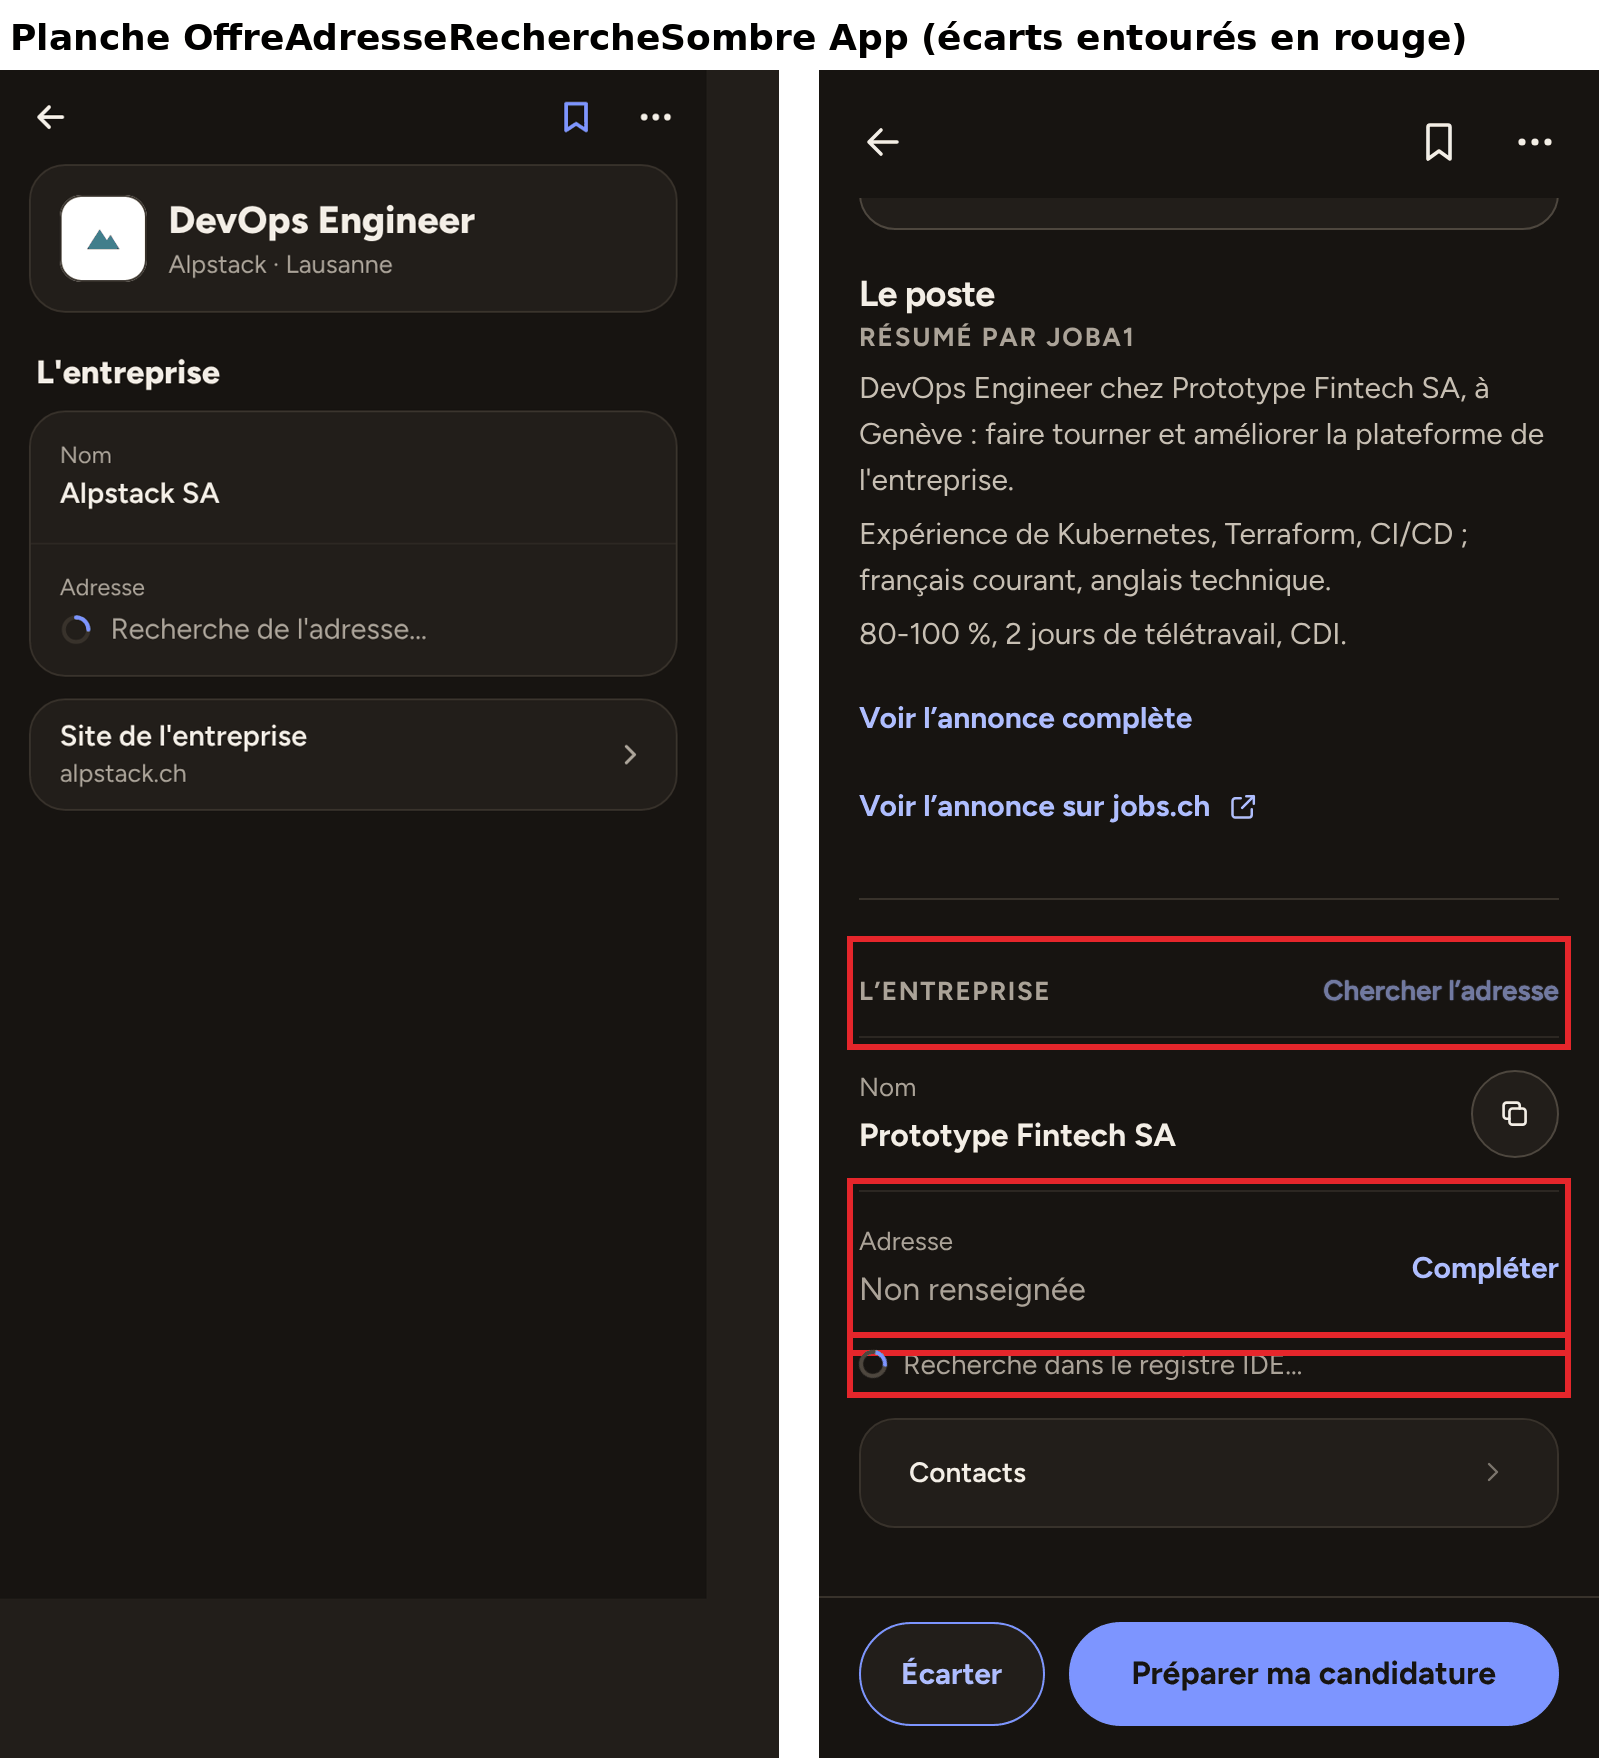 Planche OffreAdresseRechercheSombre App (écarts entourés en rouge)
DevOps Engineer
Alpstack · Lausanne
L'entreprise
Nom
Alpstack SA
Adresse
Recherche de l'adresse...
Site de l'entreprise
alpstack.ch
Le poste
RÉSUMÉ PAR JOBA1
DevOps Engineer chez Prototype Fintech SA, à
Genève : faire tourner et améliorer la plateforme de
l'entreprise.
Expérience de Kubernetes, Terraform, CI/CD ;
français courant, anglais technique.
80-100 %, 2 jours de télétravail, CDI.
Voir l’annonce complète
Voir l’annonce sur jobs.ch
L’ENTREPRISE
Chercher l’adresse
Nom
Prototype Fintech SA
Adresse
Non renseignée
Compléter
Recherche dans le registre IDE...
Contacts
Écarter
Préparer ma candidature